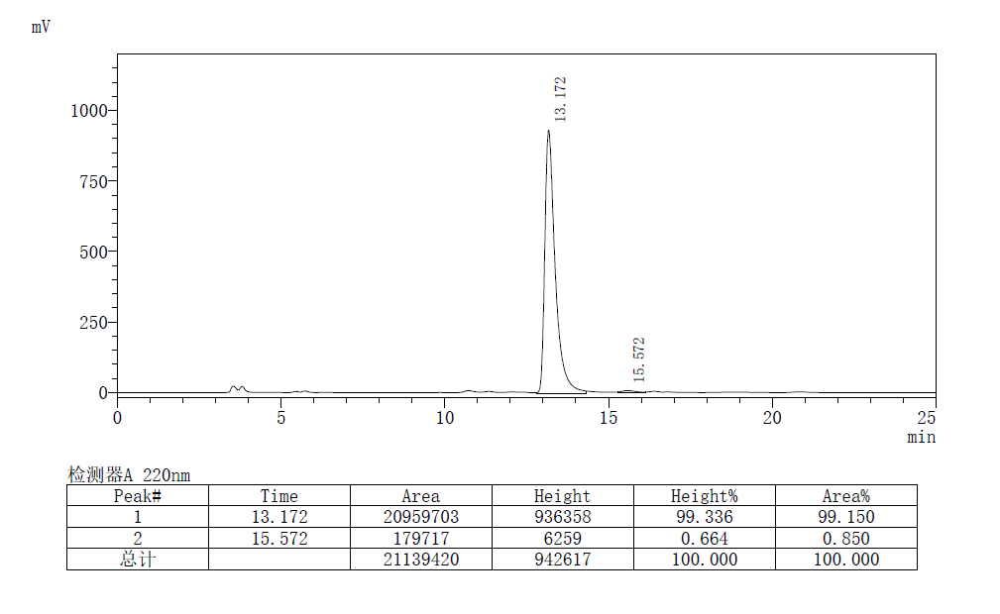 mV
13.172
1000
750
15.572
500
250
0
0 5 10 15 20 25
min
检测器A 220nm
Peak# Time Area Height Height% Area%
1 13.172 20959703 936358 99.336 99.150
2 15.572 179717 6259 0.664 0.850
总计 21139420 942617 100.000 100.000